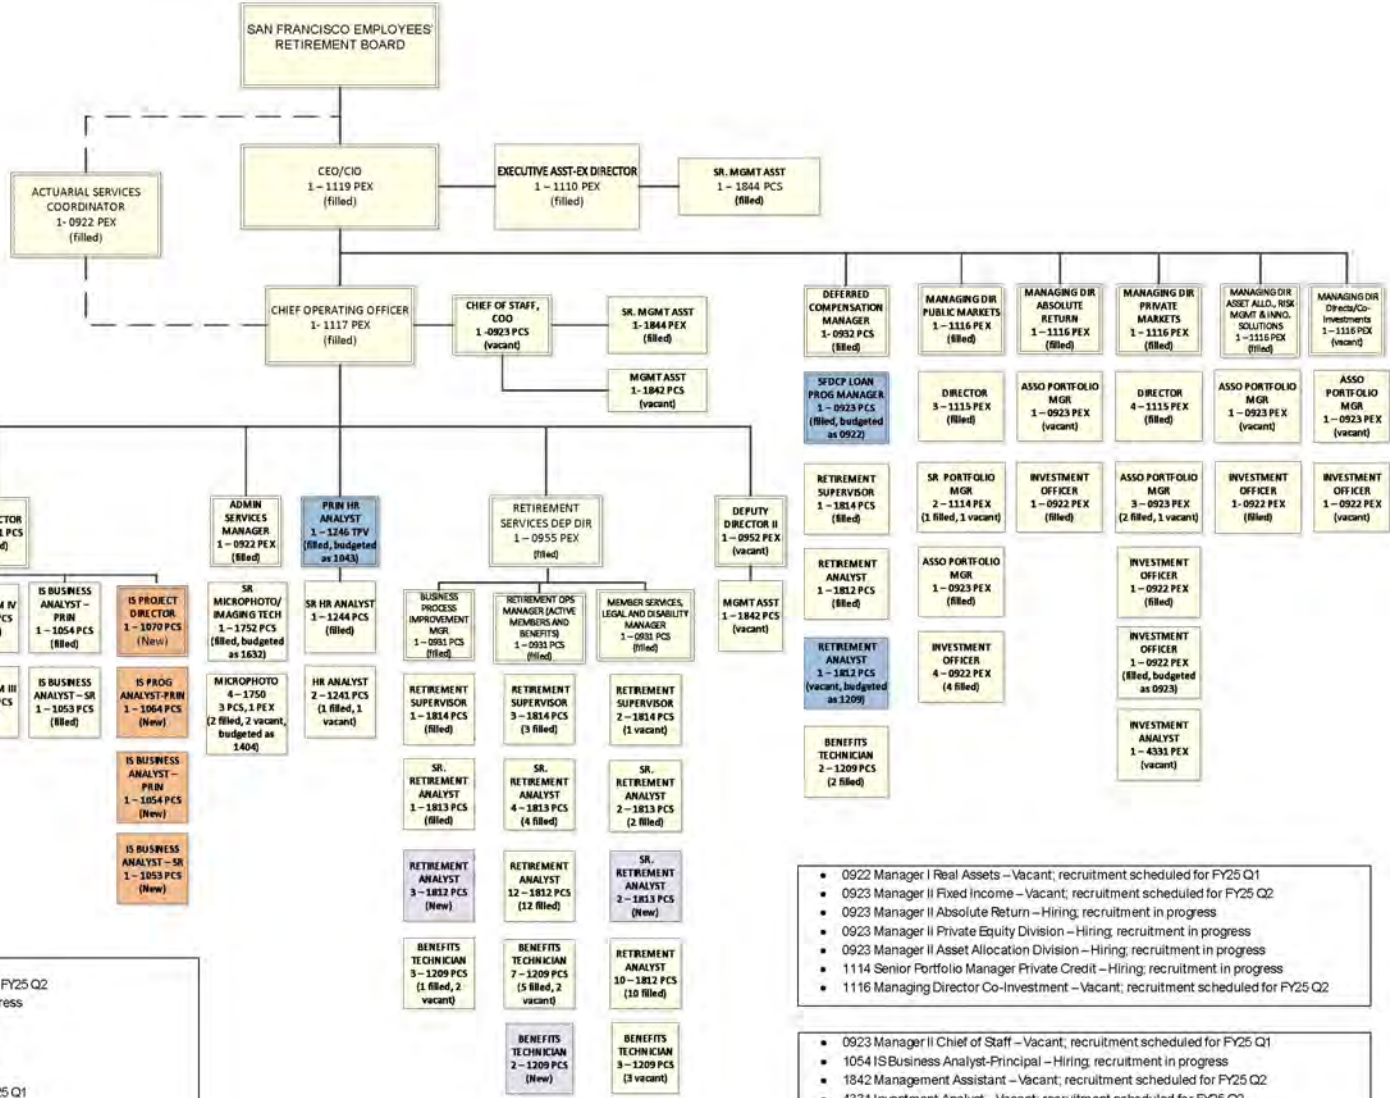 SAN FRANCISCO EMPLOYEES'
RETIREMENT BOARD
ACTUARIAL SERVICES
COORDINATOR
1- 0922 PEX
(filled)
CEO/CIO
1 – 1119 PEX
(filled)
EXECUTIVE ASST-EX DIRECTOR
1 – 1110 PEX
(filled)
SR. MGMT ASST
1 – 1844 PCS
(filled)
CHIEF OPERATING OFFICER
1- 1117 PEX
(filled)
CHIEF OF STAFF,
COO
1 -0923 PCS
(vacant)
SR. MGMT ASST
1-1844 PEX
(filled)
MGMT ASST
1-1842 PCS
(vacant)
DEFERRED
COMPENSATION
MANAGER
1- 0932 PCS
(filled)
MANAGING DIR
PUBLIC MARKETS
1 – 1116 PEX
(filled)
MANAGING DIR
ABSOLUTE
RETURN
1 – 1116 PEX
(filled)
MANAGING DIR
PRIVATE
MARKETS
1 – 1116 PEX
(filled)
MANAGING DIR
ASSET ALLO., RISK
MGMT & INNO.
SOLUTIONS
1 – 1116 PEX
(filled)
MANAGING DIR
Directs/Co-
Investments
1 – 1116 PEX
(vacant)
SFDCP LOAN
PROG MANAGER
1 – 0923 PCS
(filled, budgeted
as 0922)
DIRECTOR
3 – 1115 PEX
(filled)
ASSO PORTFOLIO
MGR
1 – 0923 PEX
(vacant)
DIRECTOR
4 – 1115 PEX
(filled)
ASSO PORTFOLIO
MGR
1 – 0923 PEX
(vacant)
ASSO
PORTFOLIO
MGR
1 – 0923 PEX
(vacant)
RETIREMENT
SUPERVISOR
1 – 1814 PCS
(filled)
SR PORTFOLIO
MGR
2 – 1114 PEX
(1 filled, 1 vacant)
INVESTMENT
OFFICER
1 – 0922 PEX
(filled)
ASSO PORTFOLIO
MGR
3 – 0923 PEX
(2 filled, 1 vacant)
INVESTMENT
OFFICER
1- 0922 PEX
(filled)
INVESTMENT
OFFICER
1 – 0922 PEX
(vacant)
RETIREMENT
ANALYST
1 – 1812 PCS
(filled)
ASSO PORTFOLIO
MGR
1 – 0923 PEX
(filled)
INVESTMENT
OFFICER
1 – 0922 PEX
(filled)
RETIREMENT
ANALYST
1 – 1812 PCS
(vacant, budgeted
as 1209)
INVESTMENT
OFFICER
4 – 0922 PEX
(4 filled)
INVESTMENT
OFFICER
1 – 0922 PEX
(filled, budgeted
as 0923)
BENEFITS
TECHNICIAN
2 – 1209 PCS
(2 filled)
INVESTMENT
ANALYST
1 – 4331 PEX
(vacant)
CTOR
1 PCS
d)
ADMIN
SERVICES
MANAGER
1 – 0922 PEX
(filled)
PRIN HR
ANALYST
1 – 1246 TPV
(filled, budgeted
as 1043)
RETIREMENT
SERVICES DEP DIR
1 – 0955 PEX
(filled)
DEPUTY
DIRECTOR II
1 – 0952 PEX
(vacant)
M IV
PCS
)
IS BUSINESS
ANALYST –
PRIN
1 – 1054 PCS
(filled)
IS PROJECT
DIRECTOR
1 – 1070 PCS
(New)
SR
MICROPHOTO/
IMAGING TECH
1 – 1752 PCS
(filled, budgeted
as 1632)
SR HR ANALYST
1 – 1244 PCS
(filled)
BUSINESS
PROCESS
IMPROVEMENT
MGR
1 – 0931 PCS
(filled)
RETIREMENT OPS
MANAGER (ACTIVE
MEMBERS AND
BENEFITS)
1 – 0931 PCS
(filled)
MEMBER SERVICES,
LEGAL AND DISABILITY
MANAGER
1 – 0931 PCS
(filled)
MGMT ASST
1 – 1842 PCS
(vacant)
M III
PCS
IS BUSINESS
ANALYST – SR
1 – 1053 PCS
(filled)
IS PROG
ANALYST-PRIN
1 – 1064 PCS
(New)
MICROPHOTO
4 – 1750
3 PCS, 1 PEX
(2 filled, 2 vacant,
budgeted as
1404)
HR ANALYST
2 – 1241 PCS
(1 filled, 1
vacant)
RETIREMENT
SUPERVISOR
1 – 1814 PCS
(filled)
RETIREMENT
SUPERVISOR
3 – 1814 PCS
(3 filled)
RETIREMENT
SUPERVISOR
2 – 1814 PCS
(1 vacant)
IS BUSINESS
ANALYST –
PRIN
1 – 1054 PCS
(New)
SR.
RETIREMENT
ANALYST
1 – 1813 PCS
(filled)
SR.
RETIREMENT
ANALYST
4 – 1813 PCS
(4 filled)
SR.
RETIREMENT
ANALYST
2 – 1813 PCS
(2 filled)
IS BUSINESS
ANALYST – SR
1 – 1053 PCS
(New)
RETIREMENT
ANALYST
3 – 1812 PCS
(New)
RETIREMENT
ANALYST
12 – 1812 PCS
(12 filled)
SR.
RETIREMENT
ANALYST
2 – 1813 PCS
(New)
BENEFITS
TECHNICIAN
3 – 1209 PCS
(1 filled, 2
vacant)
BENEFITS
TECHNICIAN
7 – 1209 PCS
(5 filled, 2
vacant)
RETIREMENT
ANALYST
10 – 1812 PCS
(10 filled)
BENEFITS
TECHNICIAN
2 – 1209 PCS
(New)
BENEFITS
TECHNICIAN
3 – 1209 PCS
(3 vacant)
FY25 Q2
ress
25 Q1
• 0922 Manager I Real Assets – Vacant; recruitment scheduled for FY25 Q1
• 0923 Manager II Fixed Income – Vacant; recruitment scheduled for FY25 Q2
• 0923 Manager II Absolute Return – Hiring; recruitment in progress
• 0923 Manager II Private Equity Division – Hiring; recruitment in progress
• 0923 Manager II Asset Allocation Division – Hiring; recruitment in progress
• 1114 Senior Portfolio Manager Private Credit – Hiring; recruitment in progress
• 1116 Managing Director Co-Investment – Vacant; recruitment scheduled for FY25 Q2
• 0923 Manager II Chief of Staff – Vacant; recruitment scheduled for FY25 Q1
• 1054 IS Business Analyst-Principal – Hiring; recruitment in progress
• 1842 Management Assistant – Vacant; recruitment scheduled for FY25 Q2
4331 Investment Analyst – Vacant; recruitment scheduled for FY25 Q2